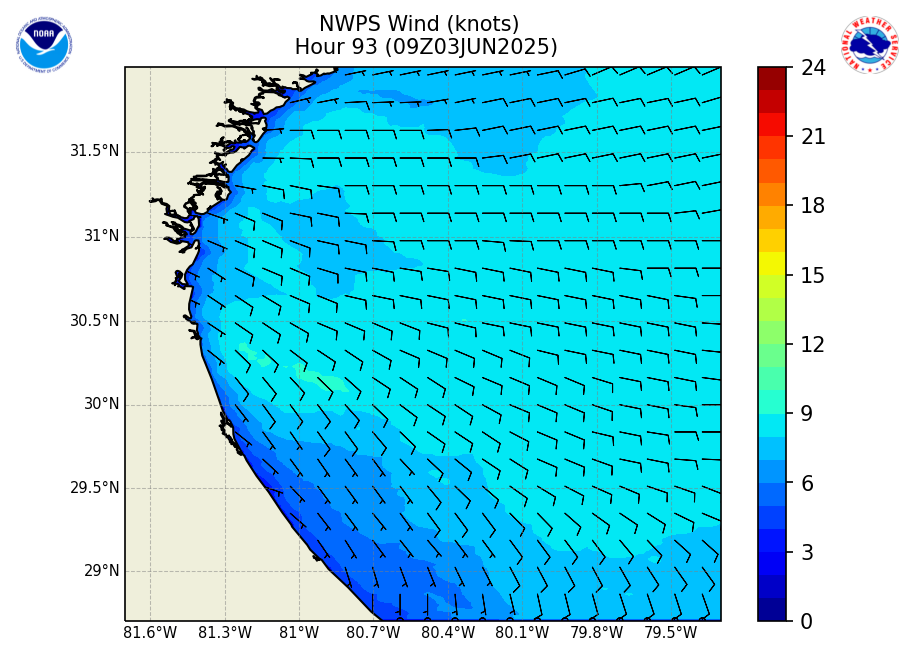 NWPS Wind (knots)
Hour 93 (09Z03JUN2025)
NOAA
NATIONAL WEATHER SERVICE
31.5°N
31°N
30.5°N
30°N
29.5°N
29°N
81.6°W 81.3°W 81°W 80.7°W 80.4°W 80.1°W 79.8°W 79.5°W
24
21
18
15
12
9
6
3
0